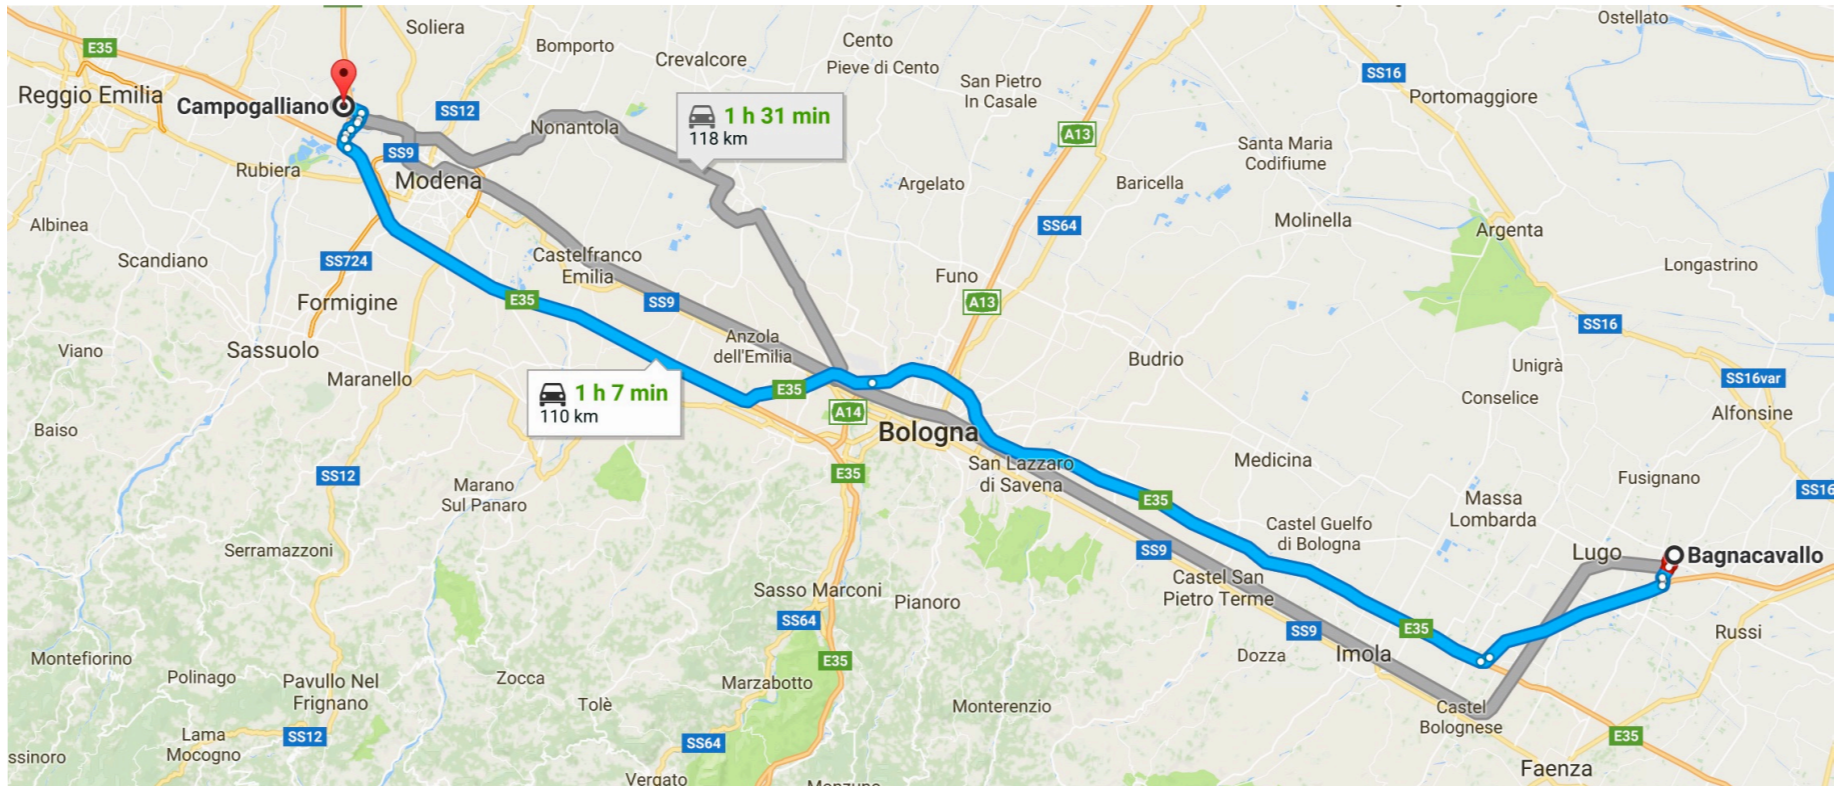 Ostellato
Soliera
Cento
E35
Bomporto
Crevalcore
Pieve di Cento
San Pietro
In Casale
SS16
Reggio Emilia
Campogalliano
SS12
Portomaggiore
1 h 31 min
118 km
Nonantola
A13
SS9
Santa Maria
Codifiume
Rubiera
Modena
Argelato
Baricella
Albinea
SS64
Molinella
Argenta
Scandiano
SS724
Castelfranco
Emilia
Funo
Longastrino
Formigine
E35
SS9
A13
SS16
Viano
Sassuolo
Anzola
dell'Emilia
Budrio
Unigrà
Maranello
E35
SS16var
1 h 7 min
110 km
A14
Conselice
Alfonsine
Baiso
Bologna
SS12
E35
San Lazzaro
di Savena
Medicina
Fusignano
Marano
Sul Panaro
E35
Massa
Lombarda
SS16
Serramazzoni
SS9
Castel Guelfo
di Bologna
Lugo
Bagnacavallo
Sasso Marconi
Pianoro
Castel San
Pietro Terme
SS64
SS9
E35
Russi
Montefiorino
E35
Dozza
Imola
Polinago
Pavullo Nel
Frignano
Zocca
Marzabotto
Tolè
Monterenzio
Castel
Bolognese
Lama
Mocogno
SS12
SS64
E35
ssinoro
Faenza
Vergato
Monzuno